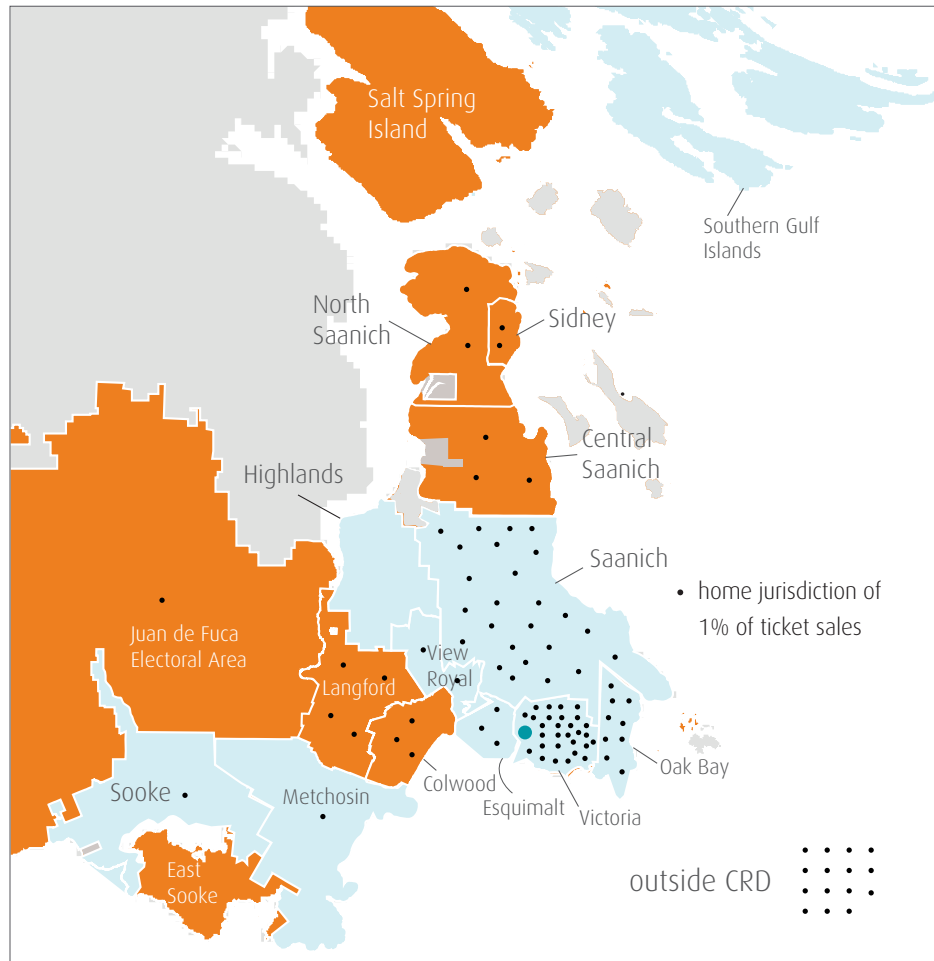 Salt Spring
Island
Southern Gulf
Islands
North
Saanich
Sidney
Central
Saanich
Highlands
Saanich
• home jurisdiction of
1% of ticket sales
Juan de Fuca
Electoral Area
View
Royal
Langford
Colwood
Oak Bay
Esquimalt
Victoria
Sooke
Metchosin
East
Sooke
outside CRD